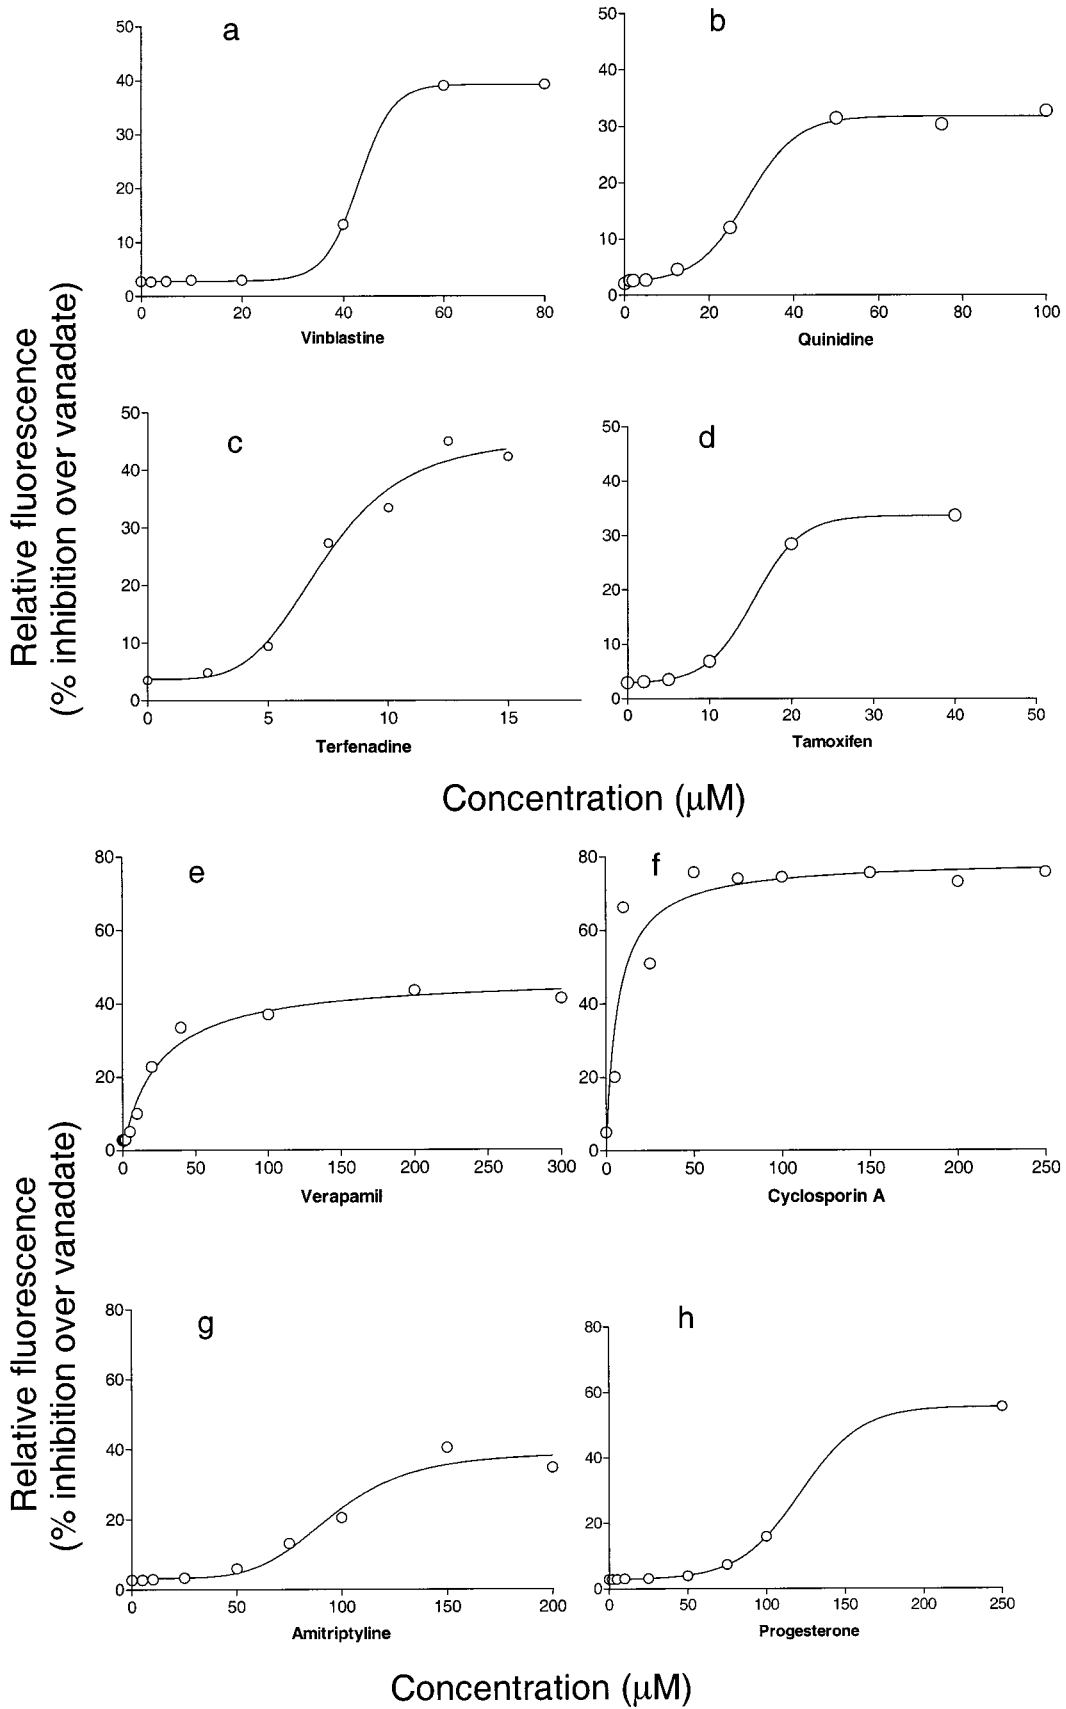 a
50
40
30
20
10
0
0 20 40 60 80
Vinblastine
b
50
40
30
20
10
0
0 20 40 60 80 100
Quinidine
c
50
40
30
20
10
0
0 5 10 15
Terfenadine
d
50
40
30
20
10
0
0 10 20 30 40 50
Tamoxifen
Relative fluorescence
(% inhibition over vanadate)
Concentration (μM)
e
80
60
40
20
0
0 50 100 150 200 250 300
Verapamil
f
80
60
40
20
0
0 50 100 150 200 250
Cyclosporin A
g
80
60
40
20
0
0 50 100 150 200
Amitriptyline
h
80
60
40
20
0
0 50 100 150 200 250
Progesterone
Relative fluorescence
(% inhibition over vanadate)
Concentration (μM)